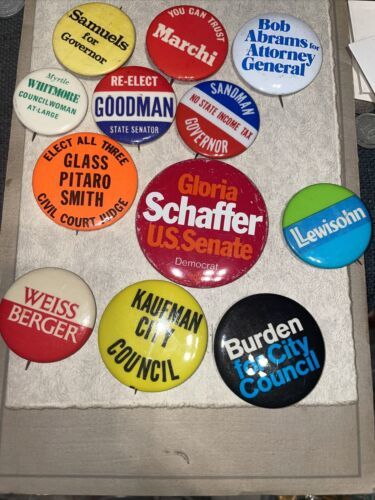 Samuels
for
Governor
YOU CAN TRUST
Marchi
Bob
Abrams for
Attorney
General
Myrtle
WHITMORE
COUNCILWOMAN
AT-LARGE
RE-ELECT
GOODMAN
STATE SENATOR
SANDMAN
NO STATE INCOME TAX
GOVERNOR
ELECT ALL THREE
GLASS
PITARO
SMITH
CIVIL COURT JUDGE
Gloria
Schaffer
U.S. Senate
Democrat
LLewisohn
WEISS
BERGER
KAUFMAN
CITY
COUNCIL
Burden
for City
Council